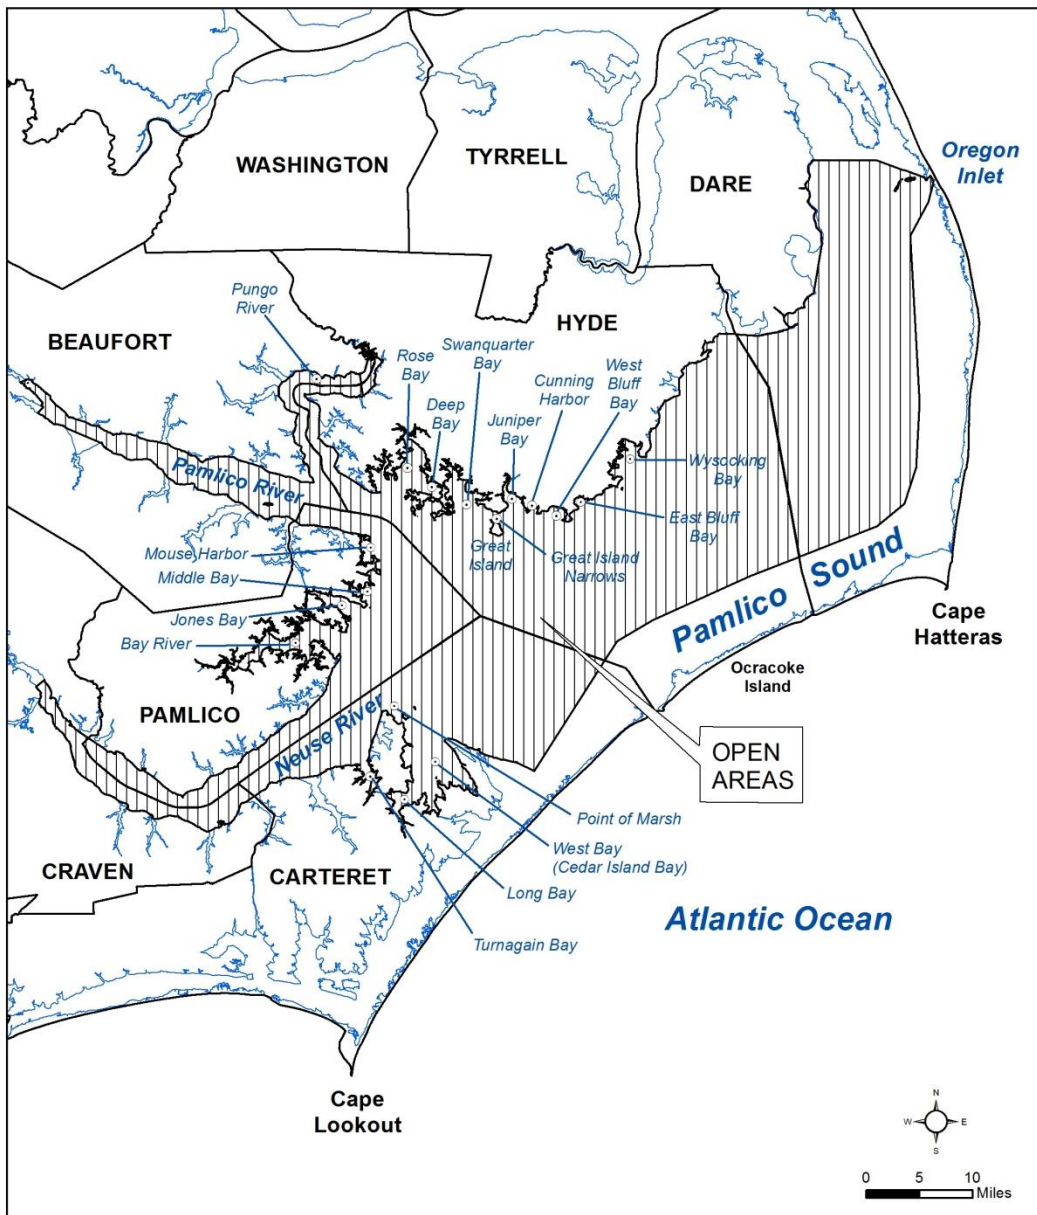 WASHINGTON
TYRRELL
DARE
Oregon
Inlet
Pungo
River
HYDE
BEAUFORT
Rose
Bay
Swanquarter
Bay
West
Bluff
Bay
Cunning
Harbor
Deep
Bay
Juniper
Bay
Pamlico River
Wysocking
Bay
East Bluff
Bay
Great
Island
Great Island
Narrows
Mouse Harbor
Middle Bay
Jones Bay
Bay River
Pamlico Sound
Cape
Hatteras
Ocracoke
Island
PAMLICO
Neuse River
OPEN
AREAS
Point of Marsh
West Bay
(Cedar Island Bay)
CRAVEN
CARTERET
Long Bay
Atlantic Ocean
Turnagain Bay
Cape
Lookout
N
W E
S
0 5 10
Miles